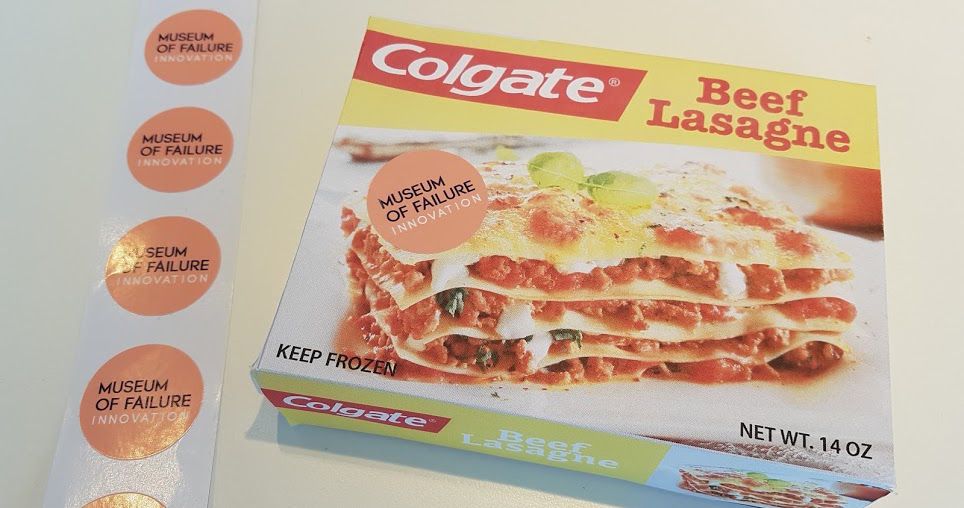 MUSEUM
OF FAILURE
INNOVATION
MUSEUM
OF FAILURE
INNOVATION
MUSEUM
OF FAILURE
INNOVATION
MUSEUM
OF FAILURE
INNOVATION
Colgate®
Beef
Lasagne
MUSEUM
OF FAILURE
INNOVATION
KEEP FROZEN
NET WT. 14 OZ
Colgate®
Beef
Lasagne